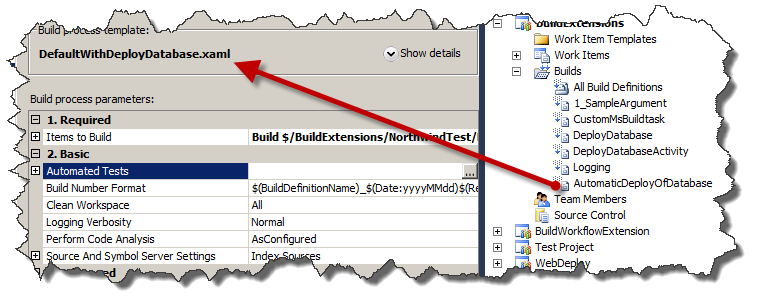 Build process template:
DefaultWithDeployDatabase.xaml
Show details
Build process parameters:
1. Required
Items to Build Build $/BuildExtensions/NorthwindTest/
2. Basic
Automated Tests ...
Build Number Format $(BuildDefinitionName)_$(Date:yyyyMMdd)$(Re
Clean Workspace All
Logging Verbosity Normal
Perform Code Analysis AsConfigured
Source And Symbol Server Settings Index Sources
BuildExtensions
Work Item Templates
Work Items
Builds
All Build Definitions
1_SampleArgument
CustomMsBuildtask
DeployDatabase
DeployDatabaseActivity
Logging
AutomaticDeployOfDatabase
Team Members
Source Control
BuildWorkflowExtension
Test Project
WebDeploy